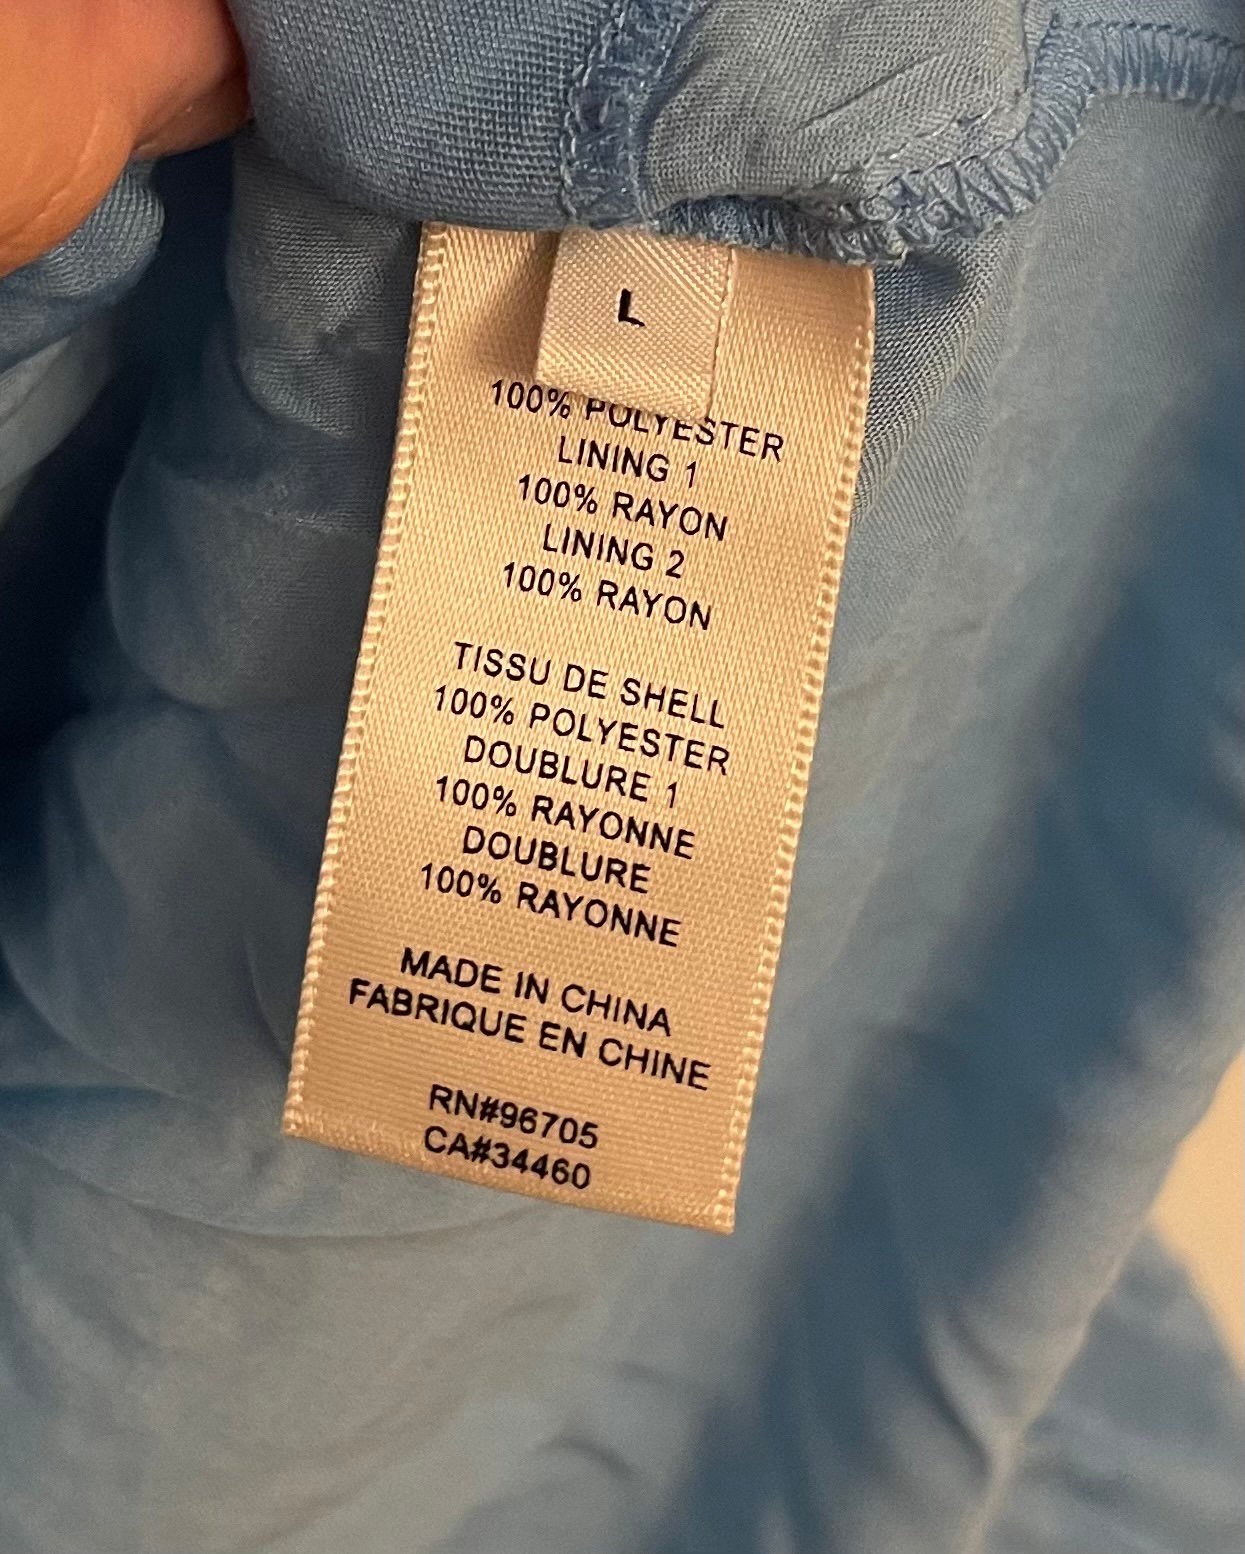 L
100% POLYESTER
LINING 1
100% RAYON
LINING 2
100% RAYON
TISSU DE SHELL
100% POLYESTER
DOUBLURE 1
100% RAYONNE
DOUBLURE
100% RAYONNE
MADE IN CHINA
FABRIQUE EN CHINE
RN#96705
CA#34460